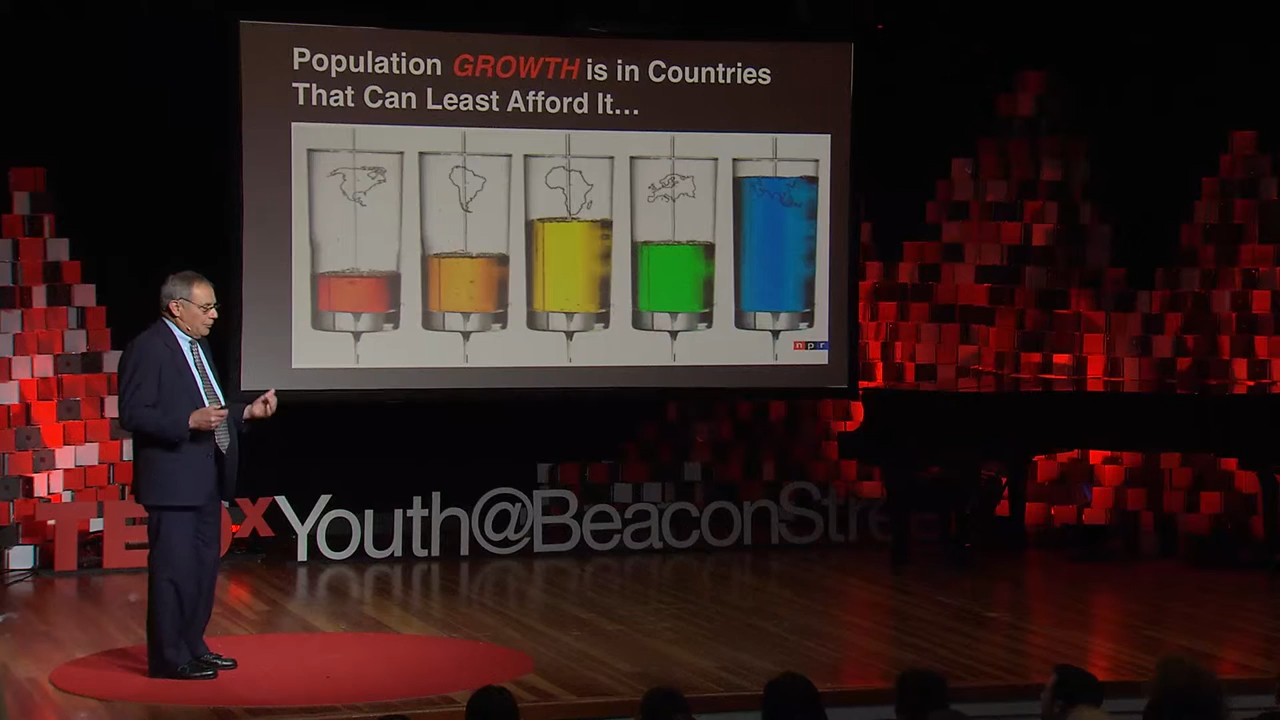 Population GROWTH is in Countries
That Can Least Afford It...
npr
TEDxYouth@BeaconStre